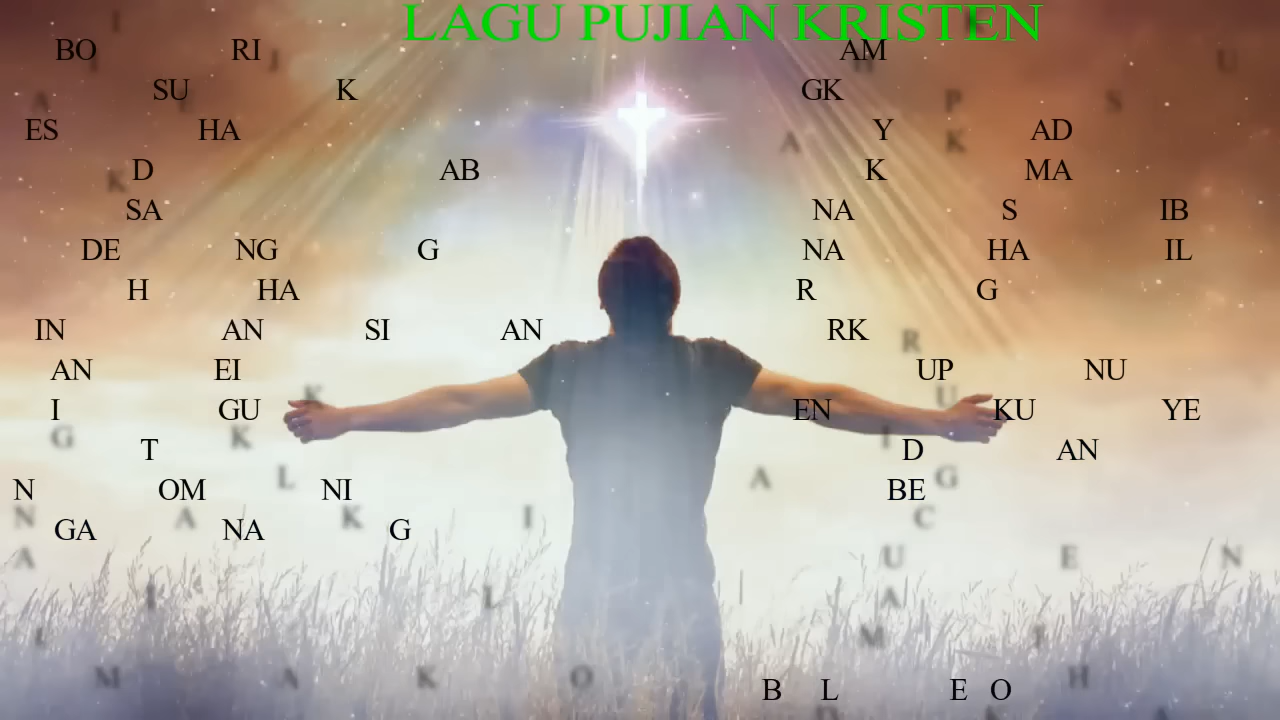 LAGU PUJIAN KRISTEN
BO RI AM
SU K GK
ES HA Y AD
D AB K MA
SA NA S IB
DE NG G NA HA IL
H HA R G
IN AN SI AN RK
AN EI UP NU
I GU EN KU YE
T D AN
N OM NI BE
GA NA G
B L E O